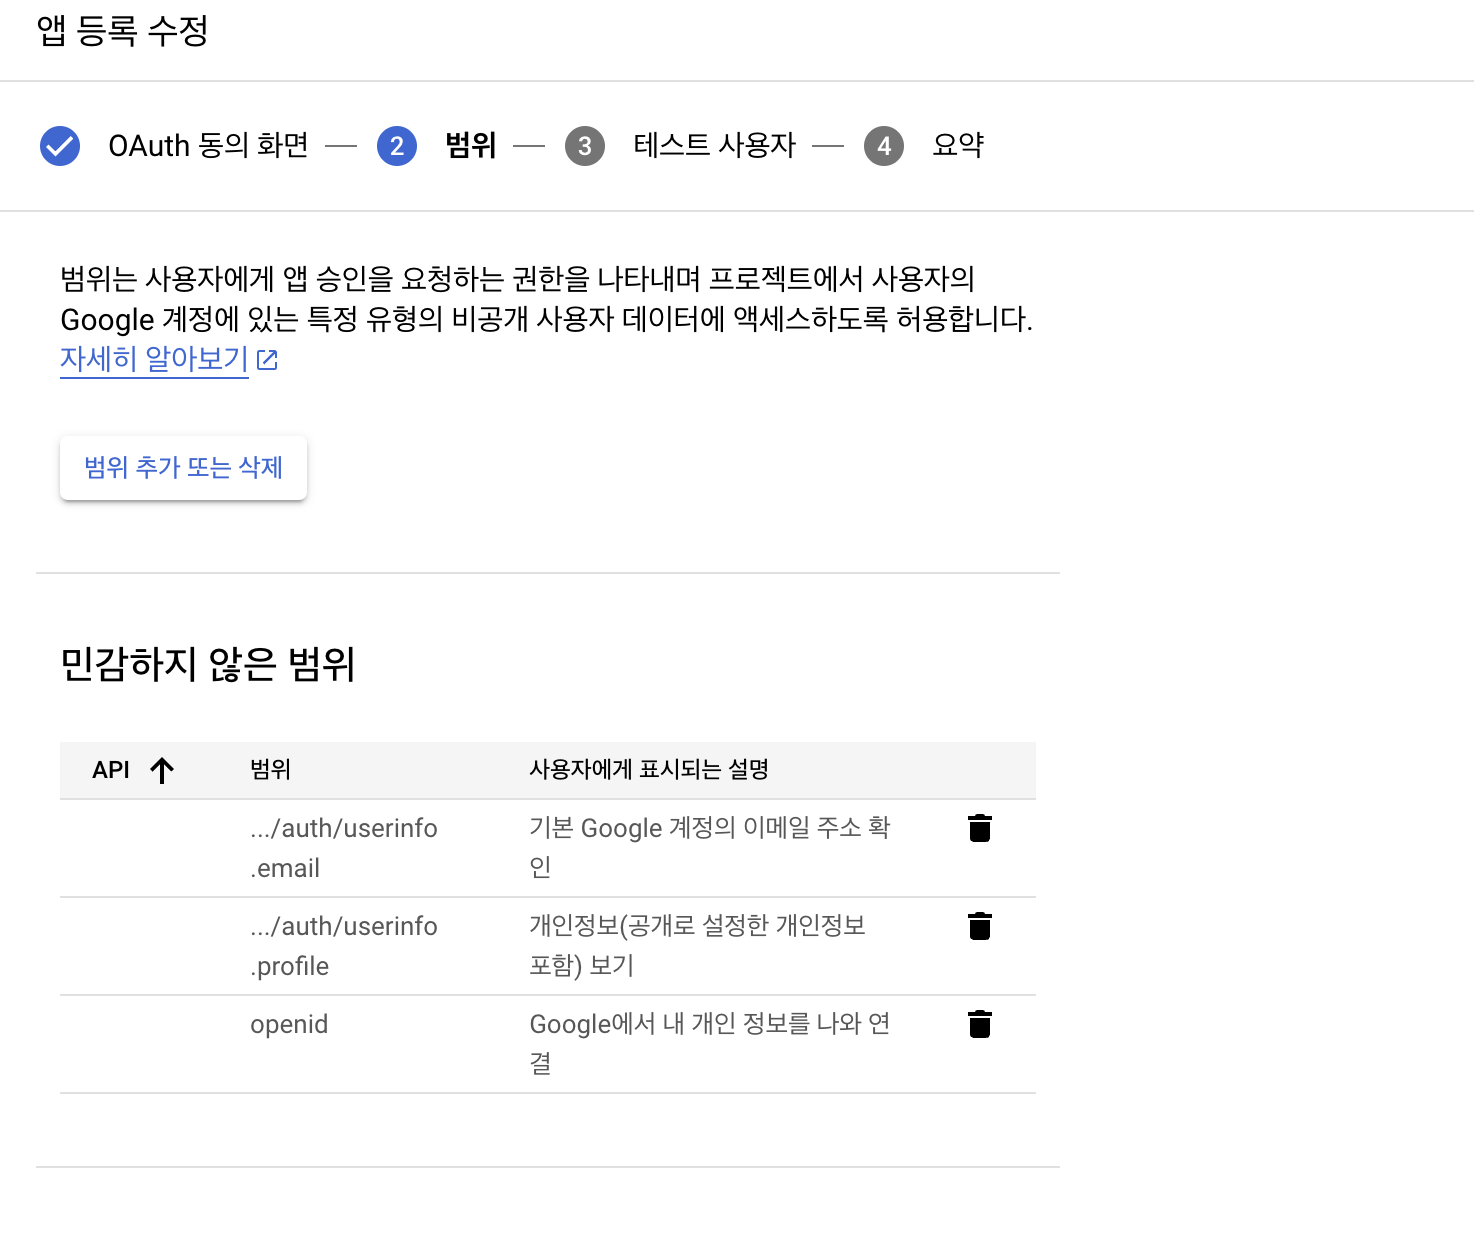 앱 등록 수정
OAuth 동의 화면 — 2 범위 — 3 테스트 사용자 — 4 요약
범위는 사용자에게 앱 승인을 요청하는 권한을 나타내며 프로젝트에서 사용자의
Google 계정에 있는 특정 유형의 비공개 사용자 데이터에 액세스하도록 허용합니다.
자세히 알아보기
범위 추가 또는 삭제
민감하지 않은 범위
API 범위 사용자에게 표시되는 설명
.../auth/userinfo 기본 Google 계정의 이메일 주소 확
.email 인
.../auth/userinfo 개인정보(공개로 설정한 개인정보
.profile 포함) 보기
openid Google에서 내 개인 정보를 나와 연
결